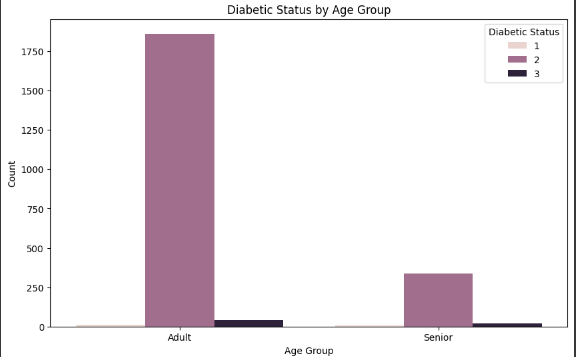 Diabetic Status by Age Group
Diabetic Status
1
2
3
1750
1500
1250
1000
750
500
250
0
Count
Adult
Senior
Age Group